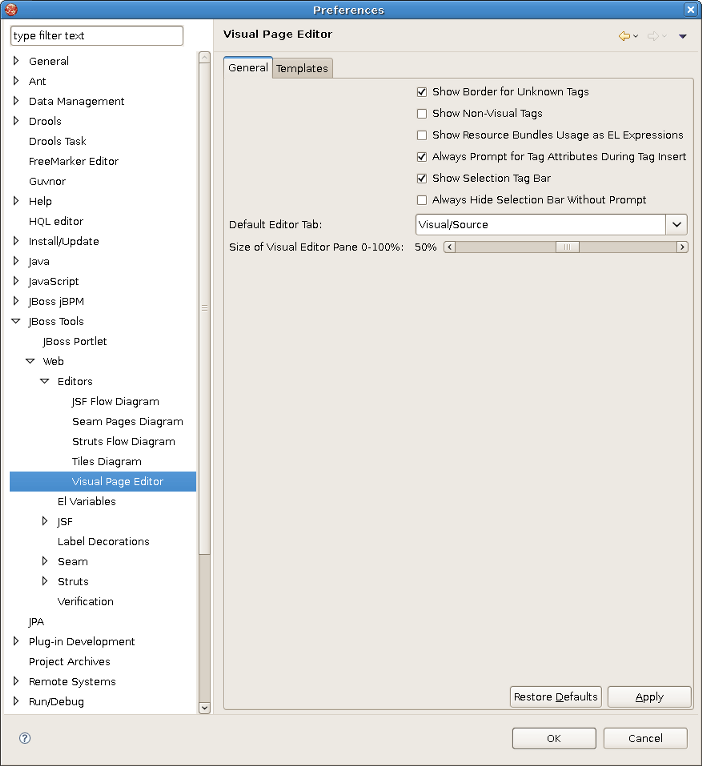 Preferences
type filter text
General
Ant
Data Management
Drools
Drools Task
FreeMarker Editor
Guvnor
Help
HQL editor
Install/Update
Java
JavaScript
JBoss jBPM
JBoss Tools
JBoss Portlet
Web
Editors
JSF Flow Diagram
Seam Pages Diagram
Struts Flow Diagram
Tiles Diagram
Visual Page Editor
El Variables
JSF
Label Decorations
Seam
Struts
Verification
JPA
Plug-in Development
Project Archives
Remote Systems
Run/Debug
Visual Page Editor
General Templates
Show Border for Unknown Tags
Show Non-Visual Tags
Show Resource Bundles Usage as EL Expressions
Always Prompt for Tag Attributes During Tag Insert
Show Selection Tag Bar
Always Hide Selection Bar Without Prompt
Default Editor Tab: Visual/Source
Size of Visual Editor Pane 0-100%: 50%
Restore Defaults Apply
OK Cancel